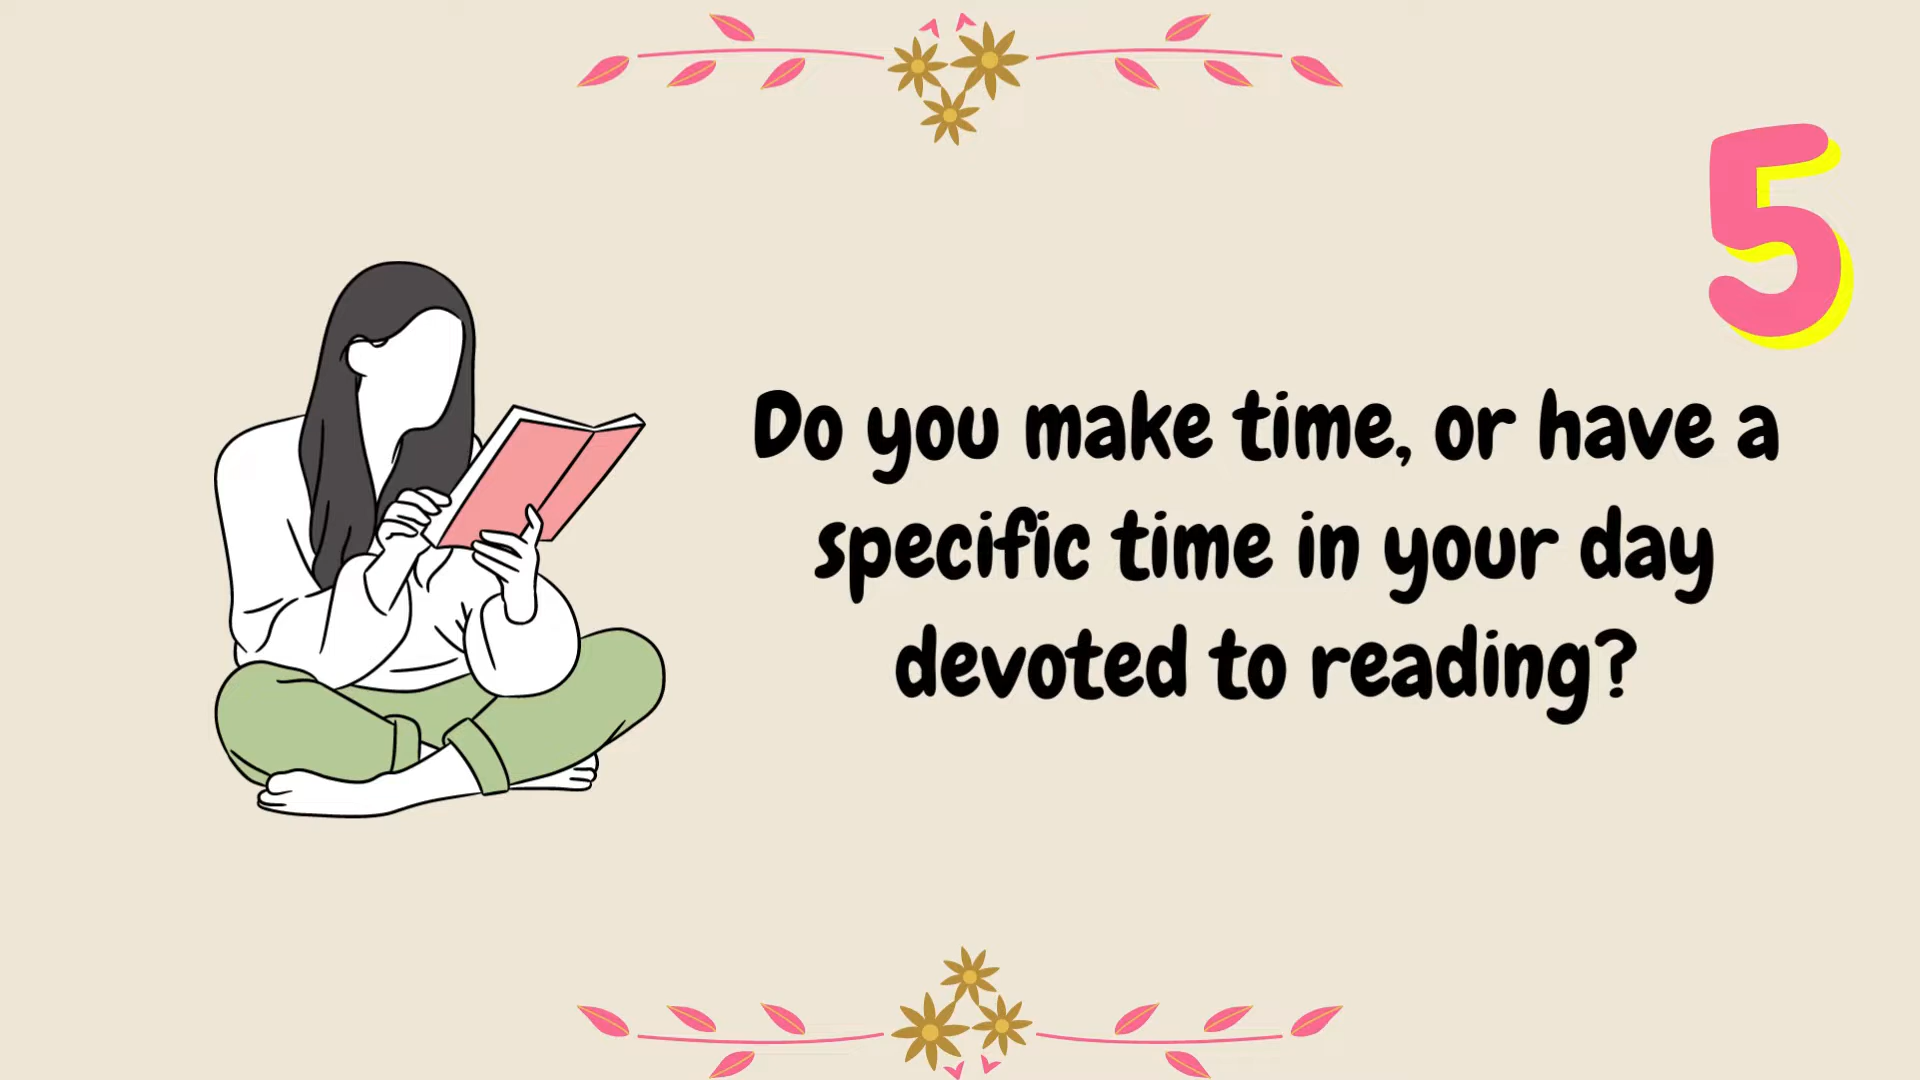 5
Do you make time, or have a
specific time in your day
devoted to reading?